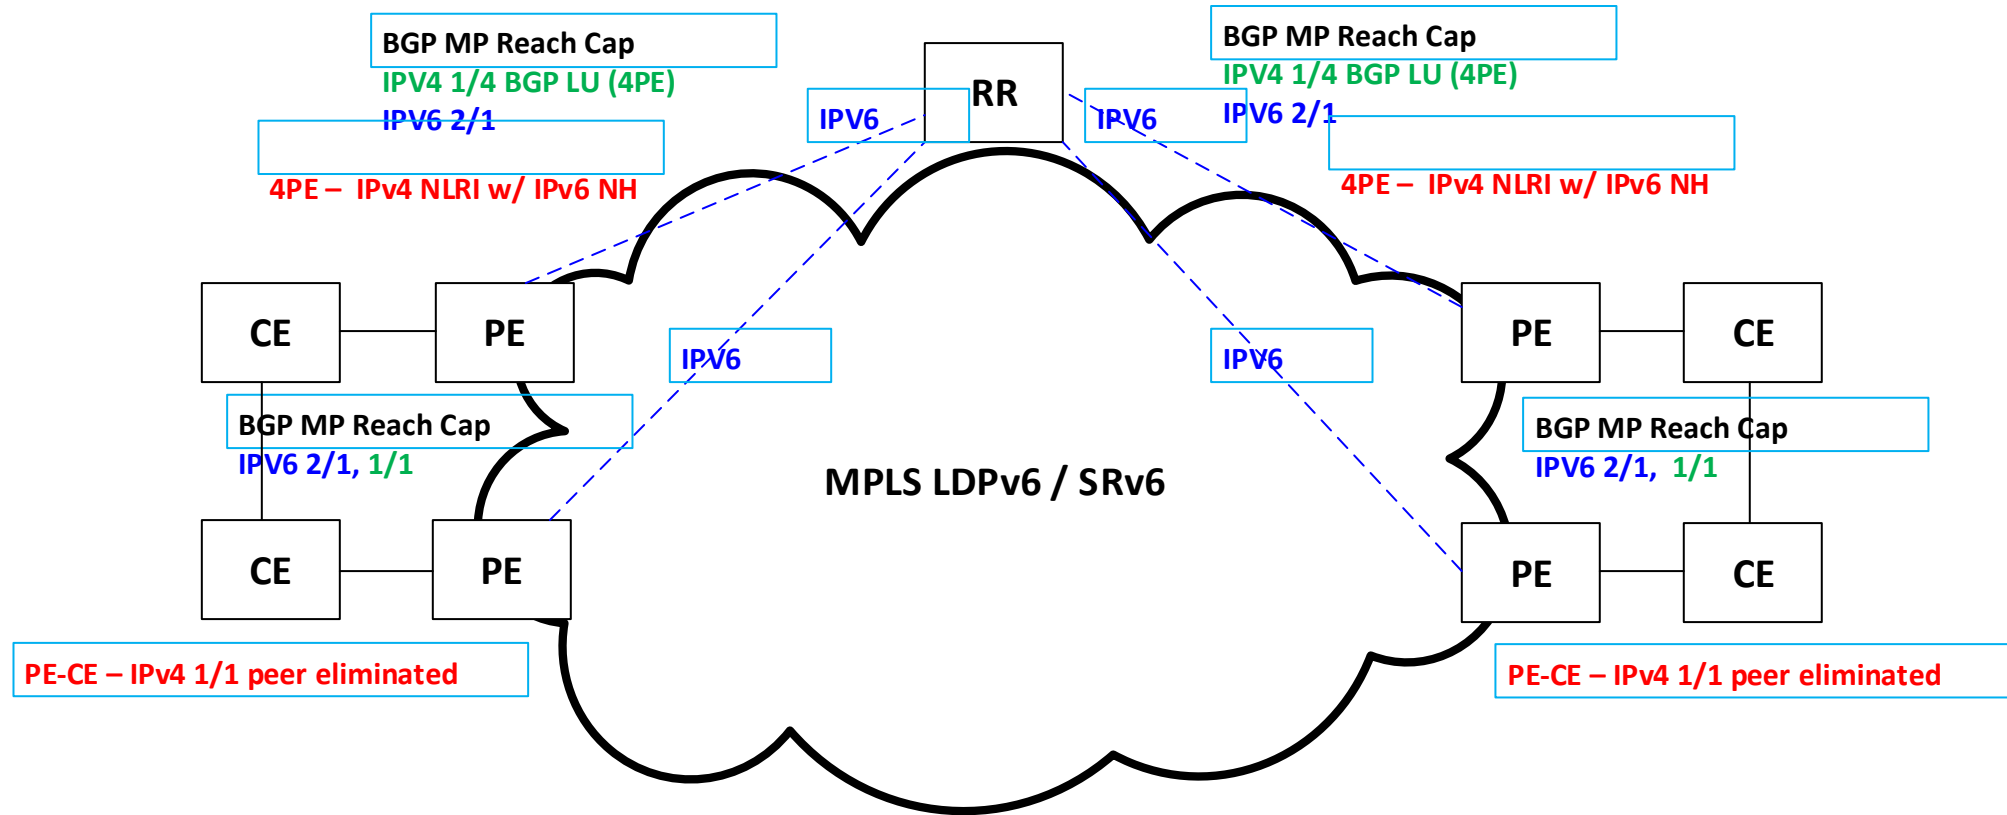 BGP MP Reach Cap
IPV4 1/4 BGP LU (4PE)
IPV6 2/1
4PE –  IPv4 NLRI w/ IPv6 NH
IPV6
RR
IPV6
BGP MP Reach Cap
IPV4 1/4 BGP LU (4PE)
IPV6 2/1
4PE –  IPv4 NLRI w/ IPv6 NH
CE
PE
IPV6
IPV6
PE
CE
BGP MP Reach Cap
IPV6 2/1, 1/1
MPLS LDPv6 / SRv6
BGP MP Reach Cap
IPV6 2/1,  1/1
CE
PE
PE
CE
PE-CE – IPv4 1/1 peer eliminated
PE-CE – IPv4 1/1 peer eliminated